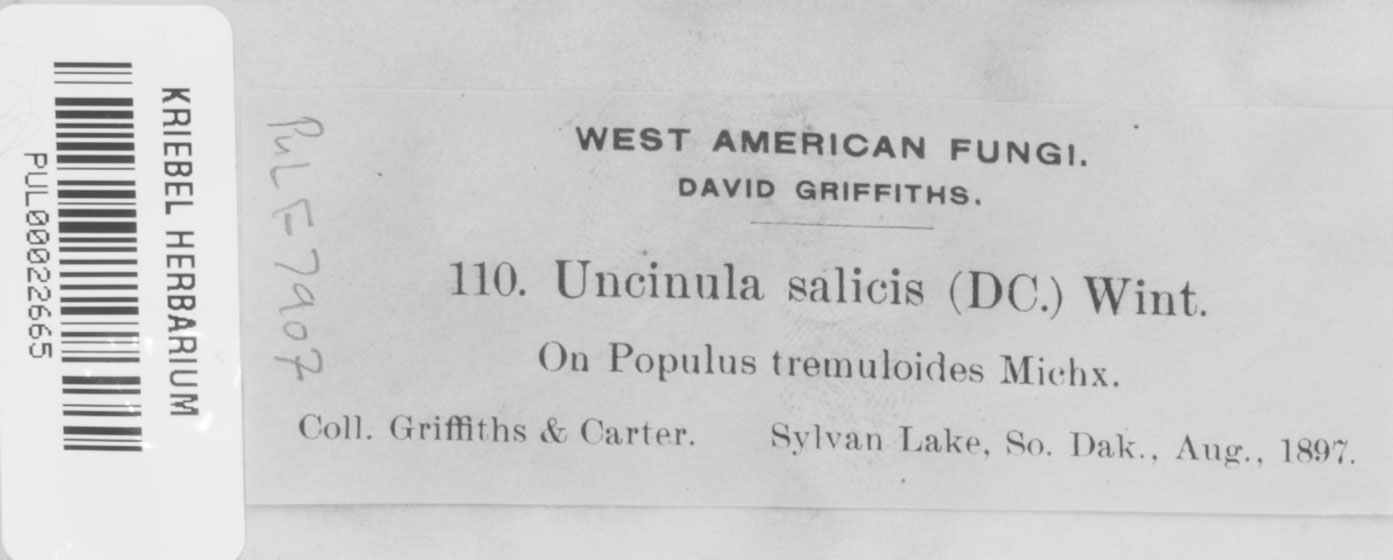 KRIEBEL HERBARIUM
PUL00022665
PUL F 7907
WEST AMERICAN FUNGI.
DAVID GRIFFITHS.
110. Uncinula salicis (DC.) Wint.
On Populus tremuloides Michx.
Coll. Griffiths & Carter. Sylvan Lake, So. Dak., Aug., 1897.